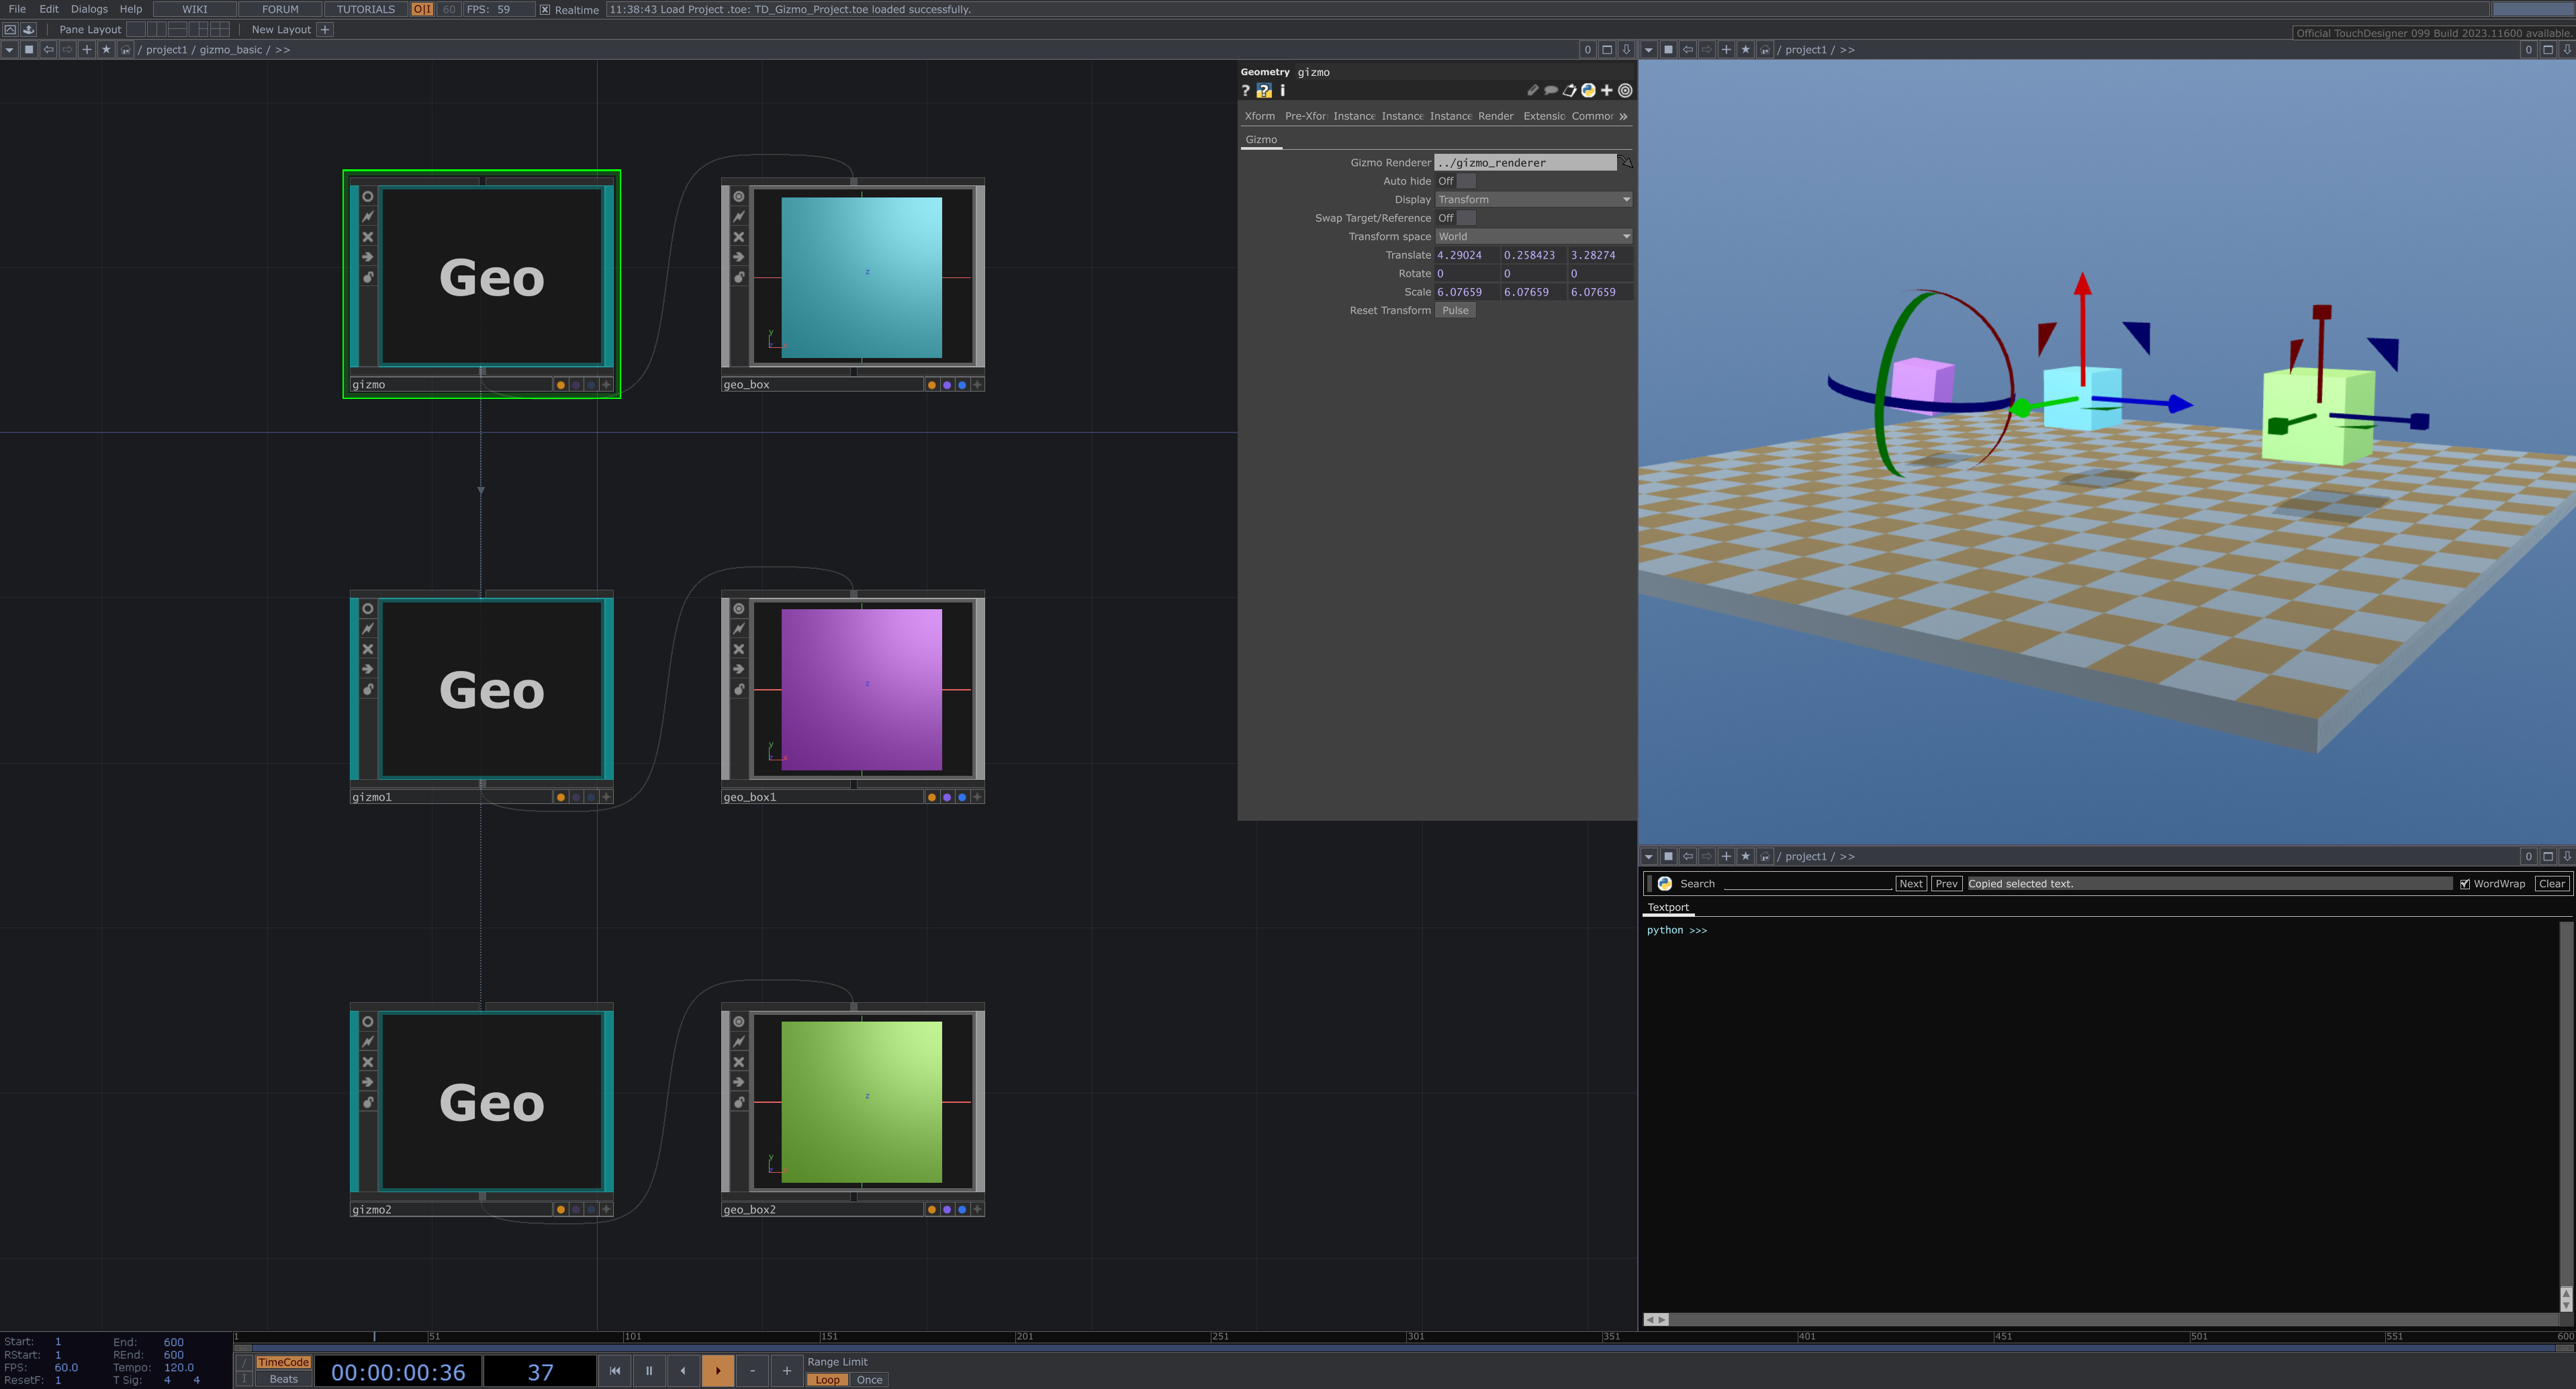 File Edit Dialogs Help WIKI FORUM TUTORIALS O|I 60 FPS: 59 Realtime 11:38:43 Load Project .toe: TD_Gizmo_Project.toe loaded successfully.
Pane Layout New Layout +
Official TouchDesigner 099 Build 2023.11600 available.
/ project1 / gizmo_basic / >> 0
/ project1 / >> 0
Geometry gizmo
? ? i
Xform Pre-Xfor Instance Instance Instance Render Extensio Commor »
Gizmo
Gizmo Renderer ../gizmo_renderer
Auto hide Off
Display Transform
Swap Target/Reference Off
Transform space World
Translate 4.29024 0.258423 3.28274
Rotate 0 0 0
Scale 6.07659 6.07659 6.07659
Reset Transform Pulse
Geo
z
y
x
gizmo
geo_box
Geo
z
y
x
gizmo1
geo_box1
Geo
z
y
x
gizmo2
geo_box2
/ project1 / >> 0
Search Next Prev Copied selected text. WordWrap Clear
Textport
python >>>
1 51 101 151 201 251 301 351 401 451 501 551 600
Start: 1 End: 600
RStart: 1 REnd: 600
FPS: 60.0 Tempo: 120.0
ResetF: 1 T Sig: 4 4
/ TimeCode
I Beats
00:00:00:36 37 - +
Range Limit
Loop Once